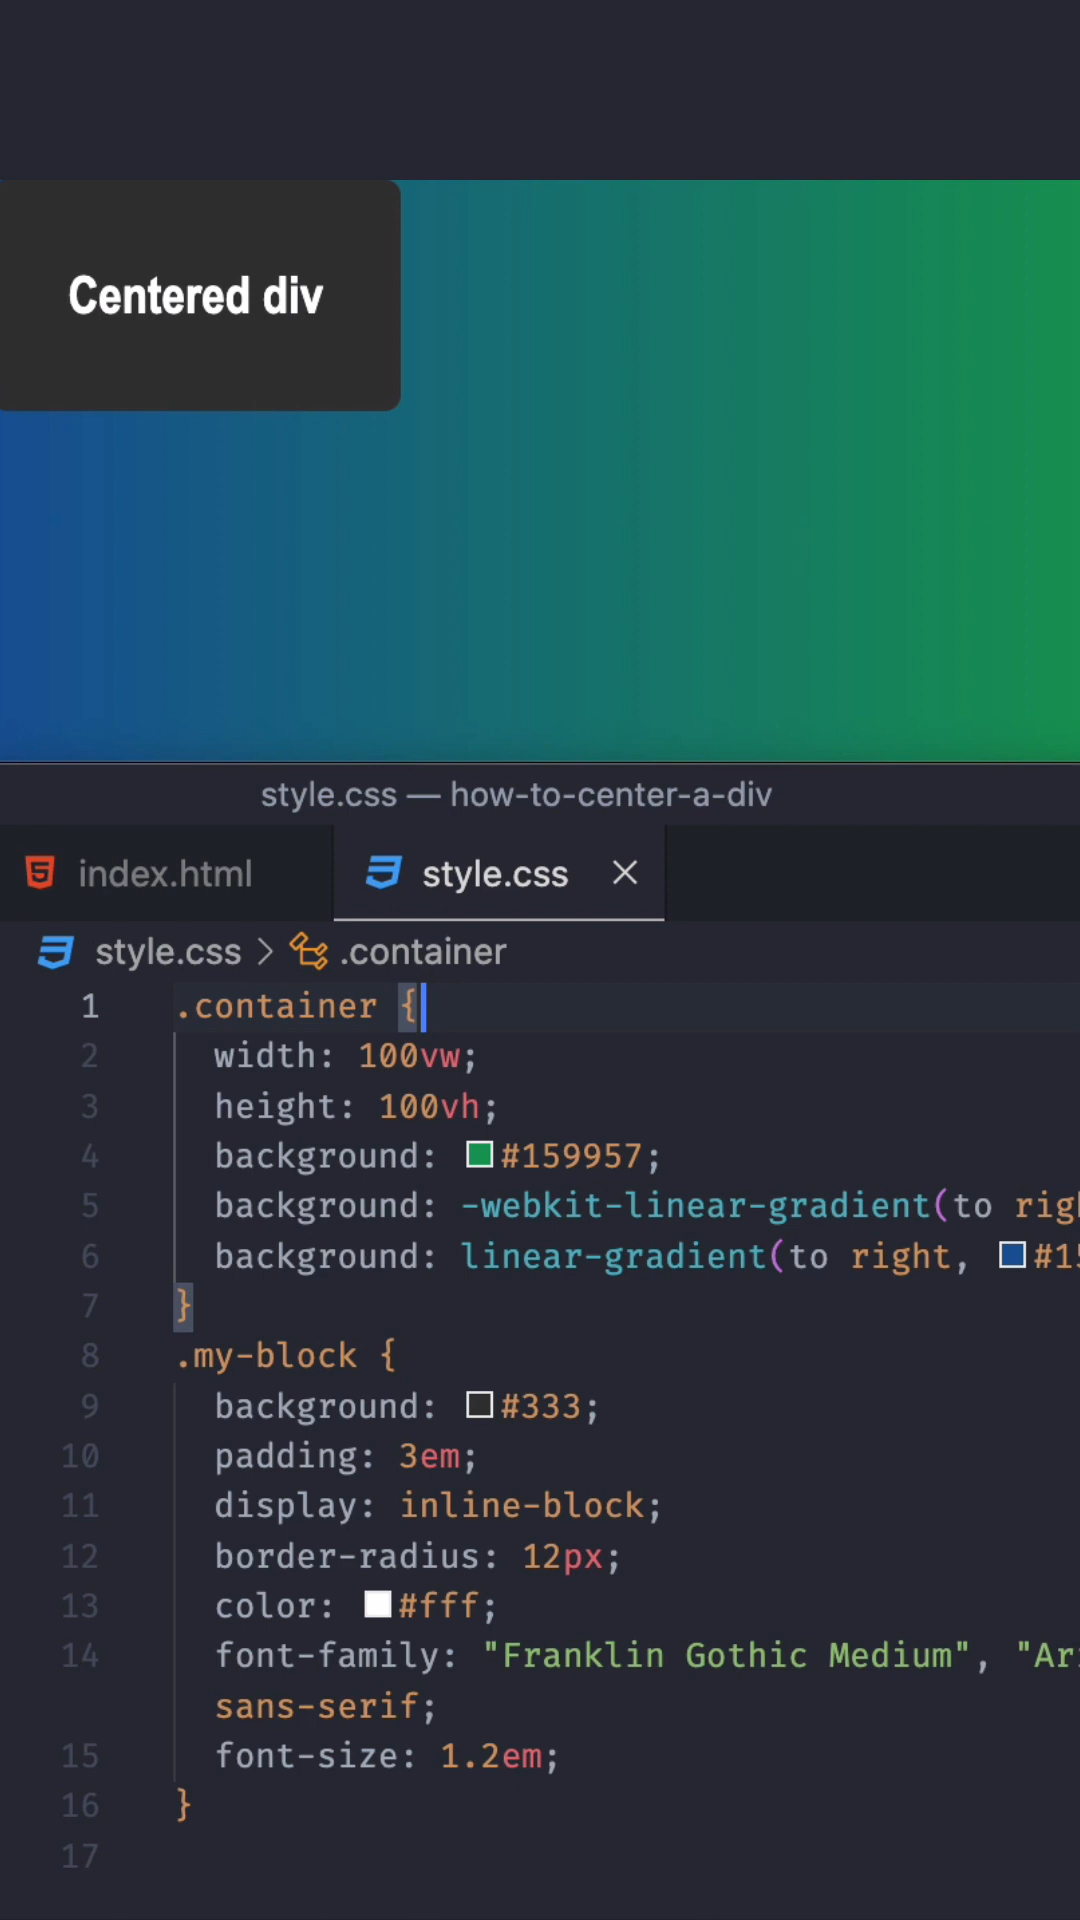 Centered div
style.css — how-to-center-a-div
index.html
style.css
style.css > .container
1 .container {
2 width: 100vw;
3 height: 100vh;
4 background: #159957;
5 background: -webkit-linear-gradient(to righ
6 background: linear-gradient(to right, #15
7 }
8 .my-block {
9 background: #333;
10 padding: 3em;
11 display: inline-block;
12 border-radius: 12px;
13 color: #fff;
14 font-family: "Franklin Gothic Medium", "Ari
sans-serif;
15 font-size: 1.2em;
16 }
17